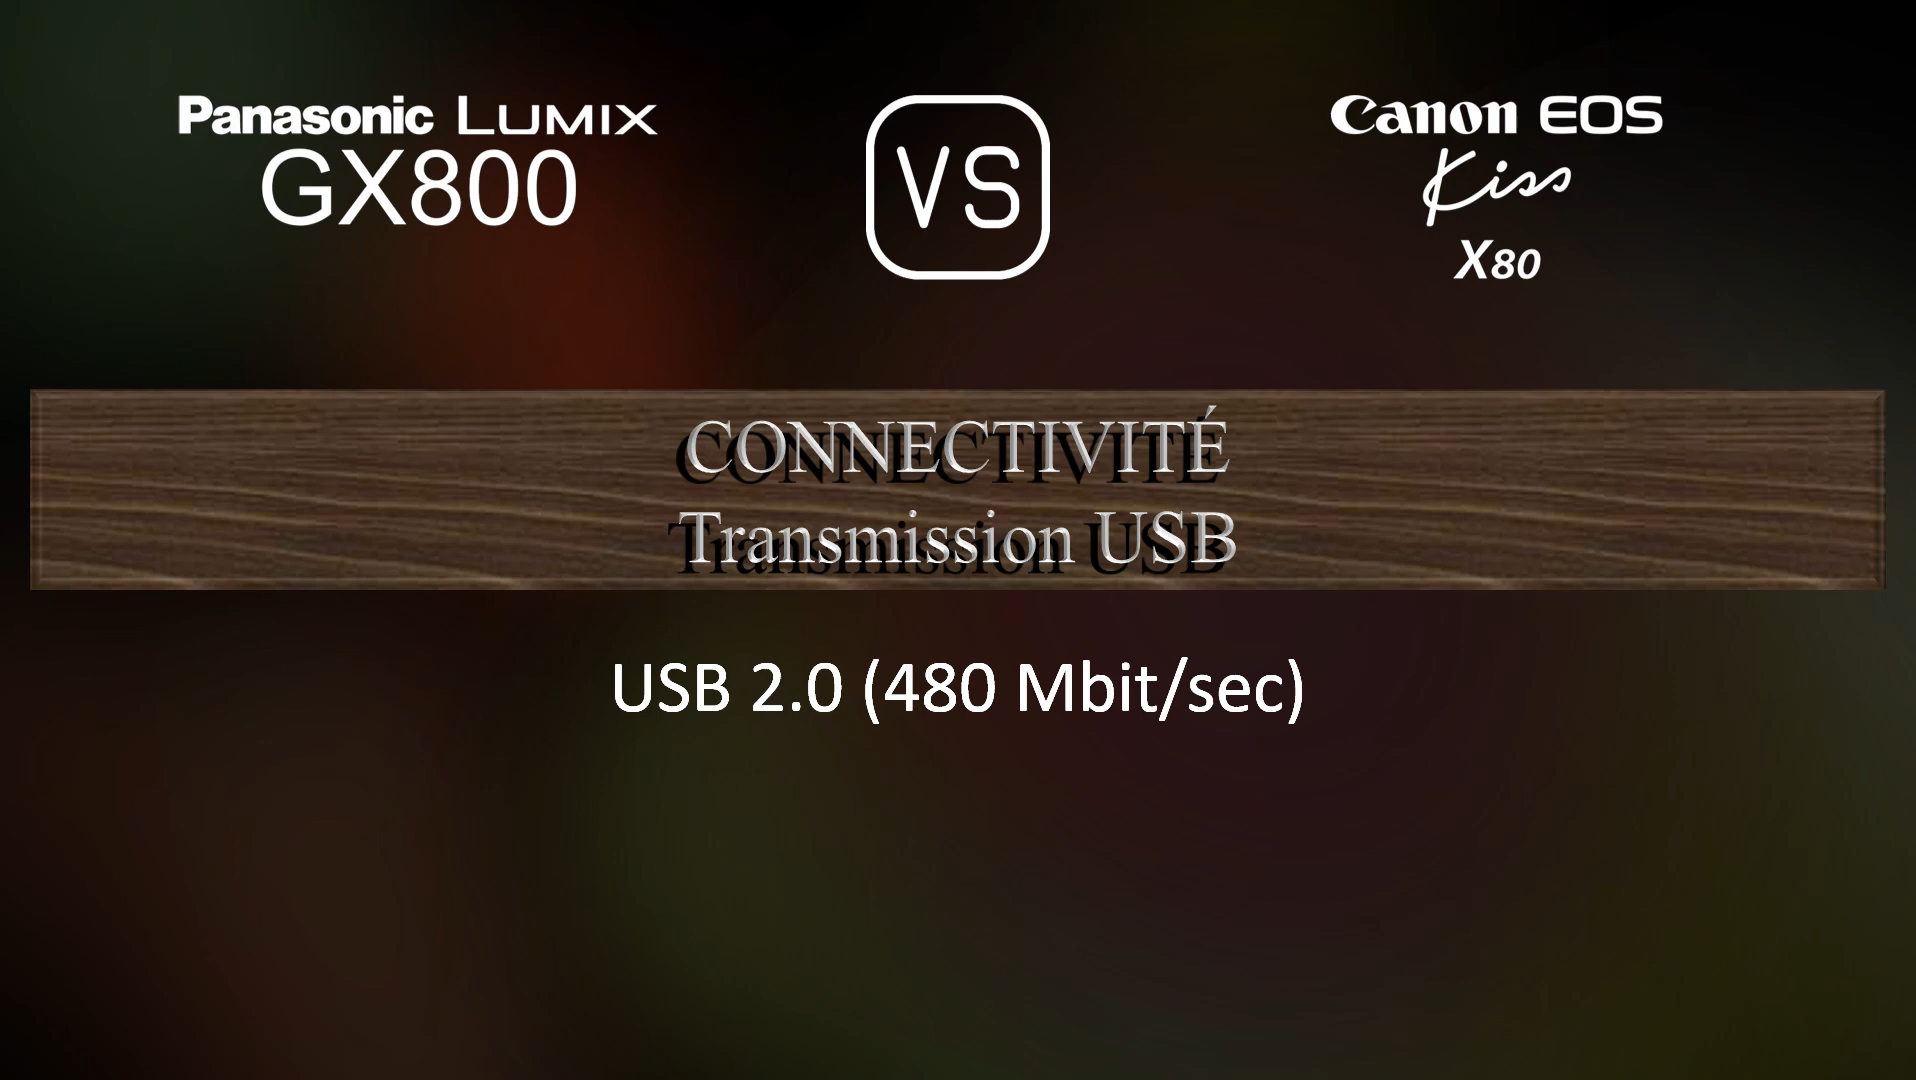 Panasonic LUMIX
GX800
VS
Canon EOS
Kiss
X80
CONNECTIVITÉ
Transmission USB
USB 2.0 (480 Mbit/sec)